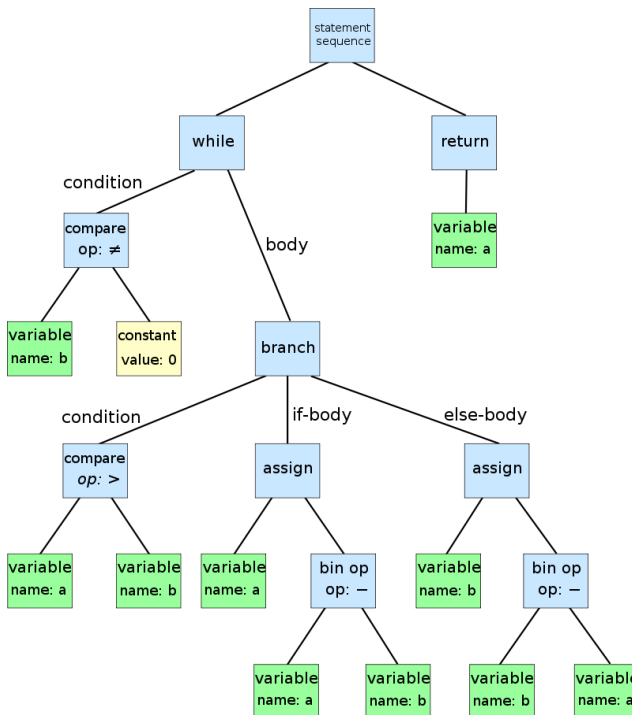 statement
sequence
while
return
condition
compare
op: ≠
body
variable
name: a
variable
name: b
constant
value: 0
branch
condition
if-body
else-body
compare
op: >
assign
assign
variable
name: a
variable
name: b
variable
name: a
bin op
op: −
variable
name: b
bin op
op: −
variable
name: a
variable
name: b
variable
name: b
variable
name: a